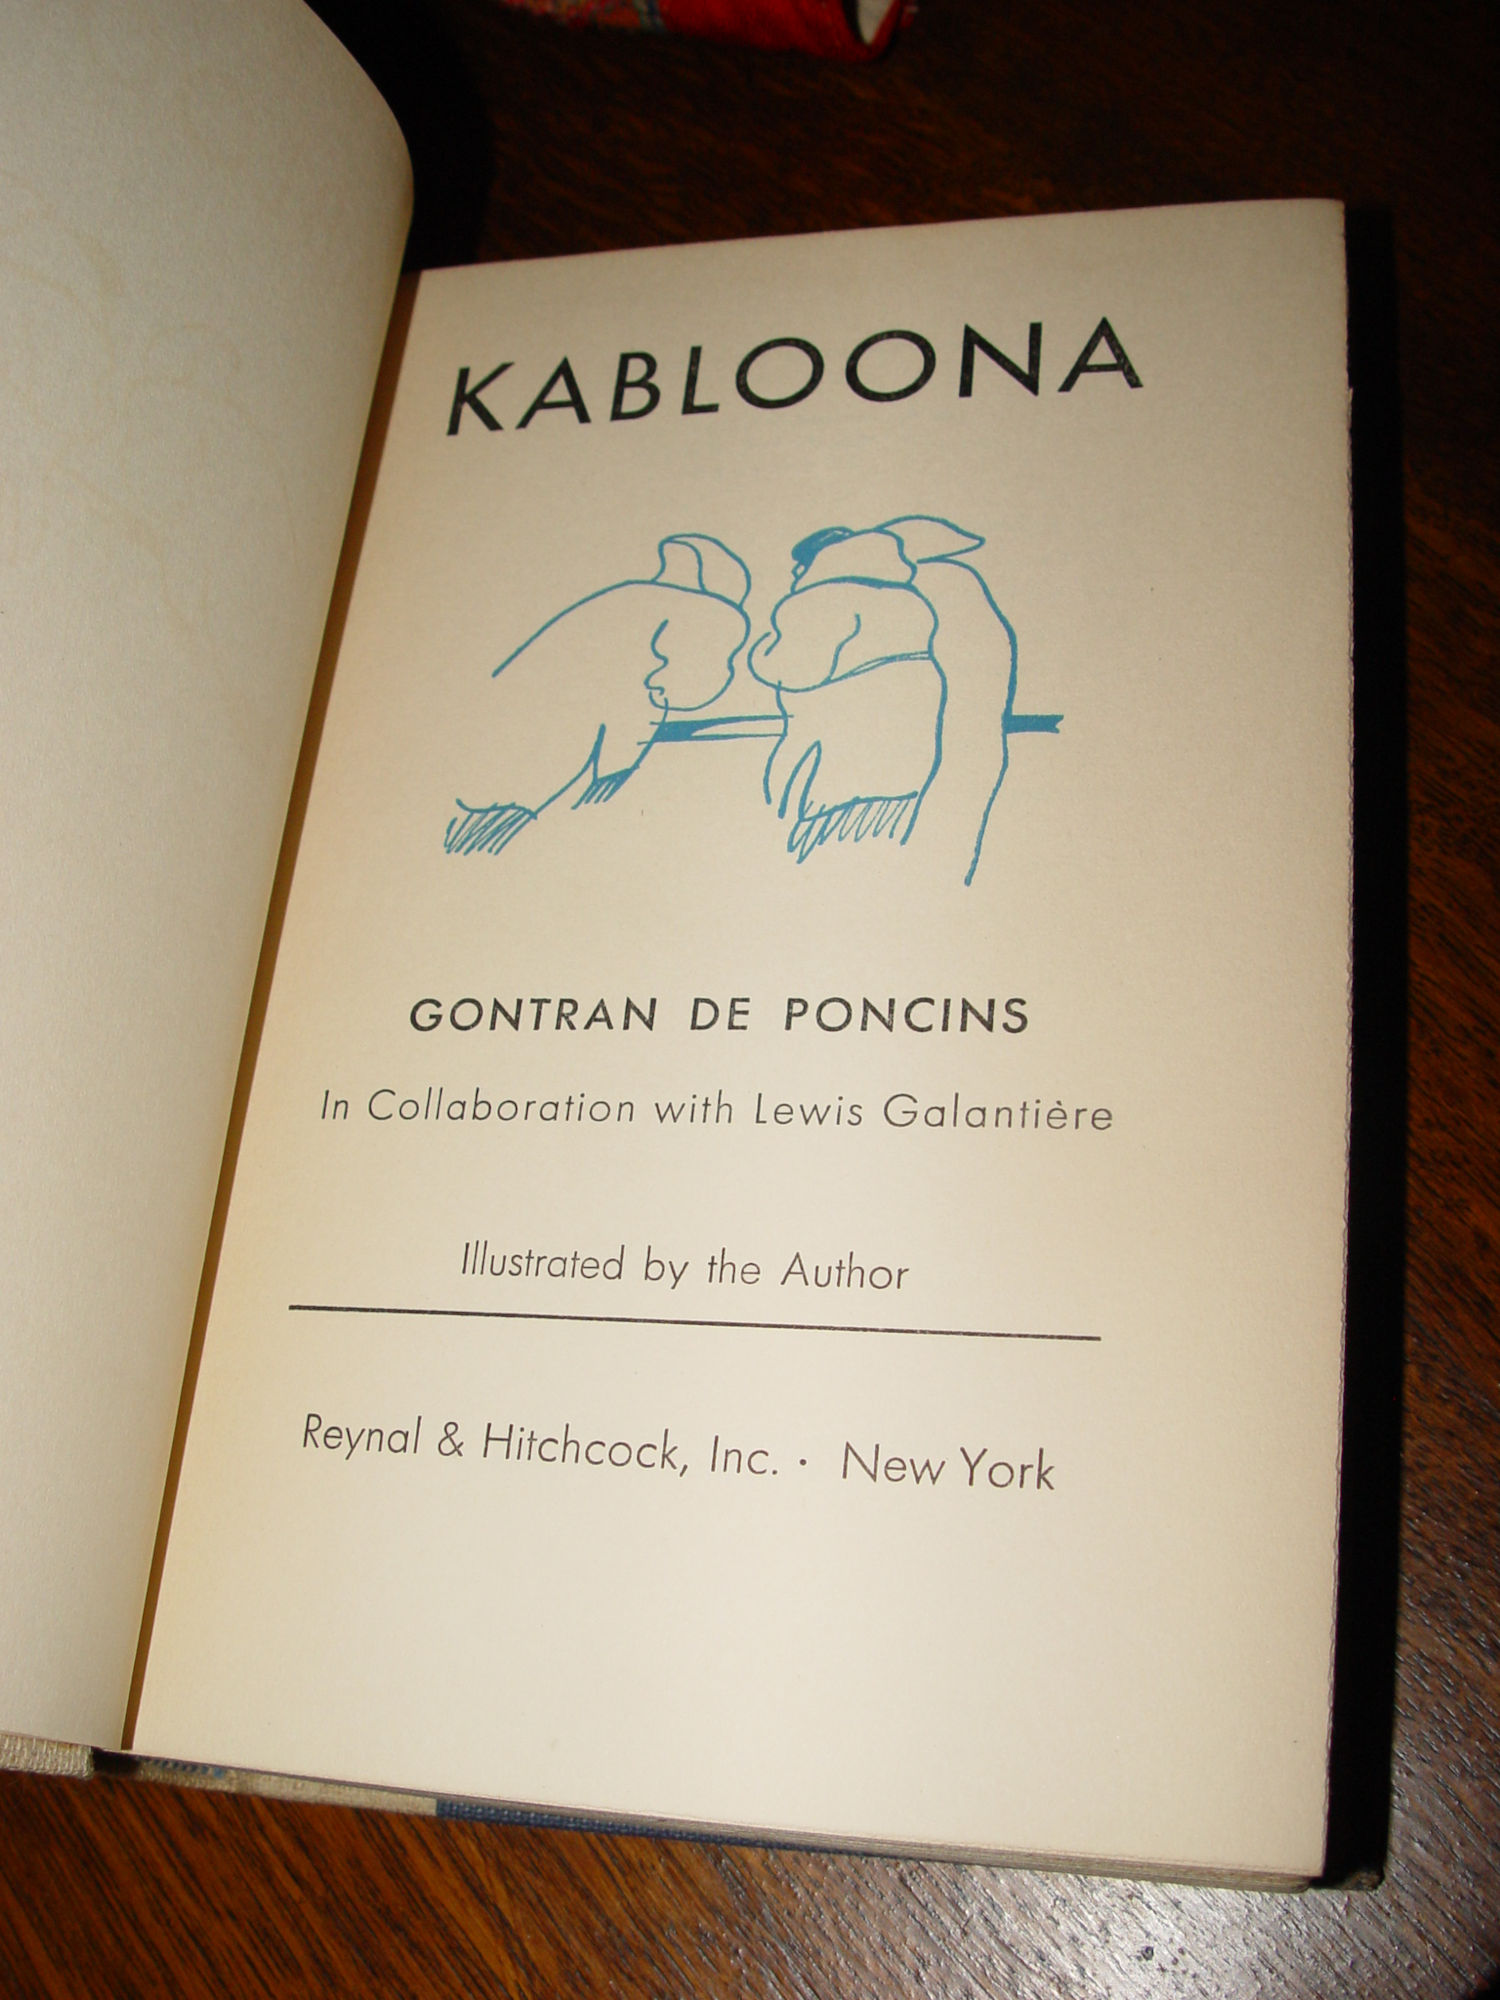 KABLOONA
GONTRAN DE PONCINS
In Collaboration with Lewis Galantière
Illustrated by the Author
Reynal & Hitchcock, Inc. · New York